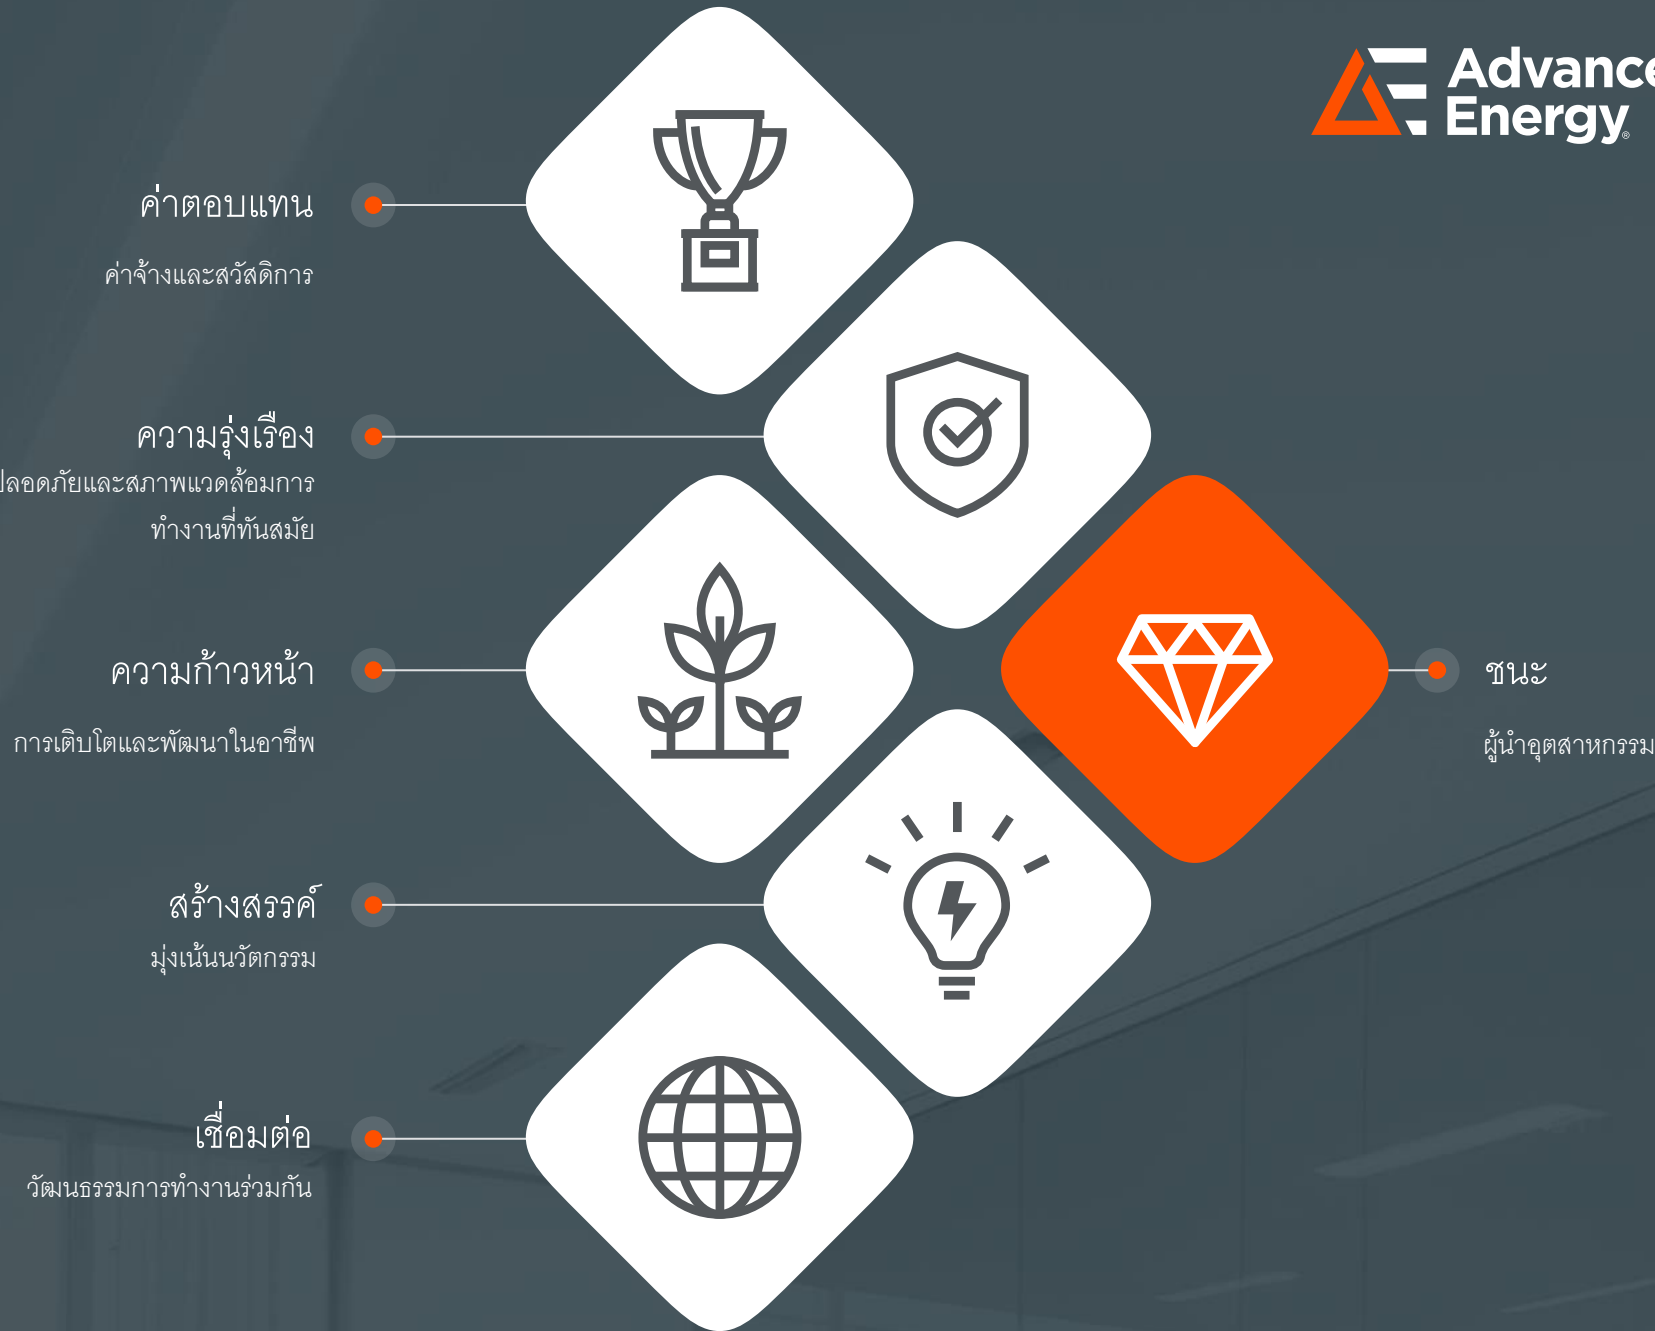 Advance
Energy®
ค่าตอบแทน
ค่าจ้างและสวัสดิการ
ความรุ่งเรือง
ปลอดภัยและสภาพแวดล้อมการ
ทำงานที่ทันสมัย
ความก้าวหน้า
การเติบโตและพัฒนาในอาชีพ
ชนะ
ผู้นำอุตสาหกรรม
สร้างสรรค์
มุ่งเน้นนวัตกรรม
เชื่อมต่อ
วัฒนธรรมการทำงานร่วมกัน